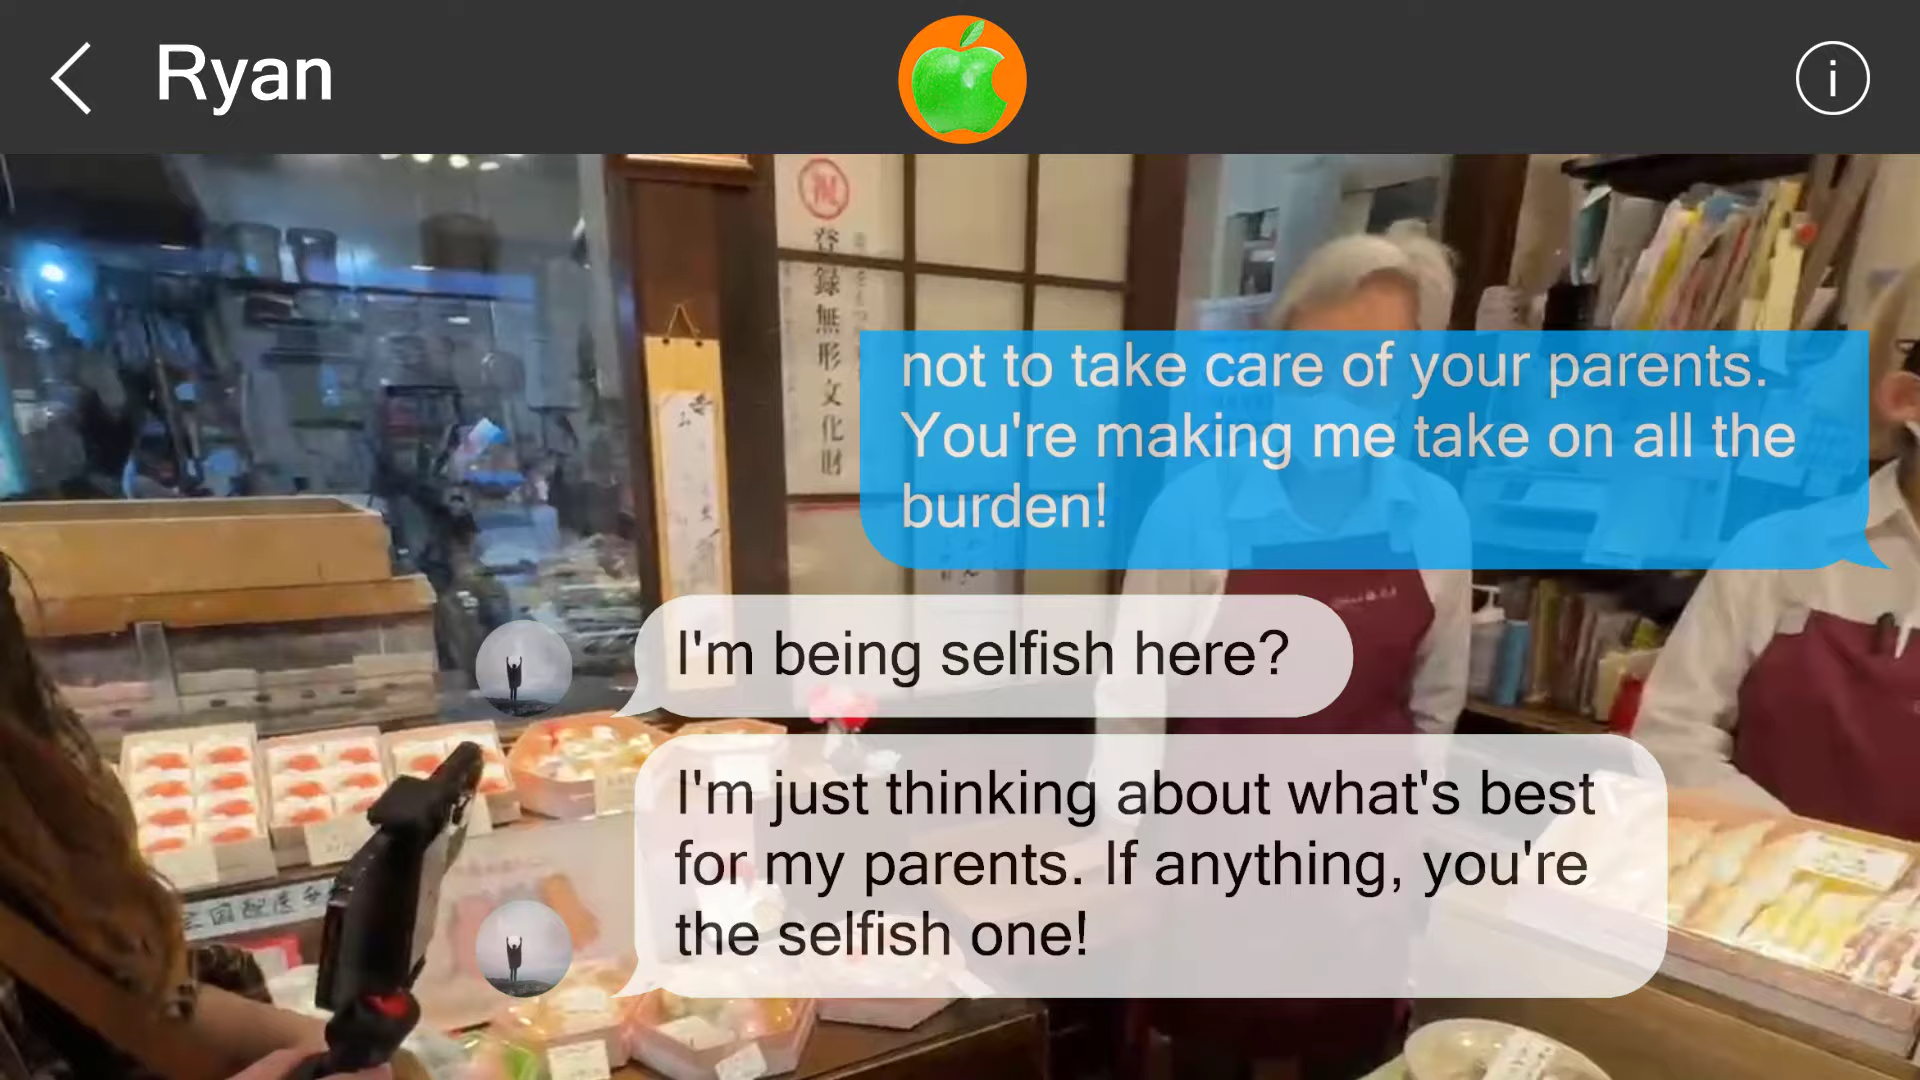 Ryan
登録無形文化財
not to take care of your parents.
You're making me take on all the
burden!
I'm being selfish here?
I'm just thinking about what's best
for my parents. If anything, you're
the selfish one!